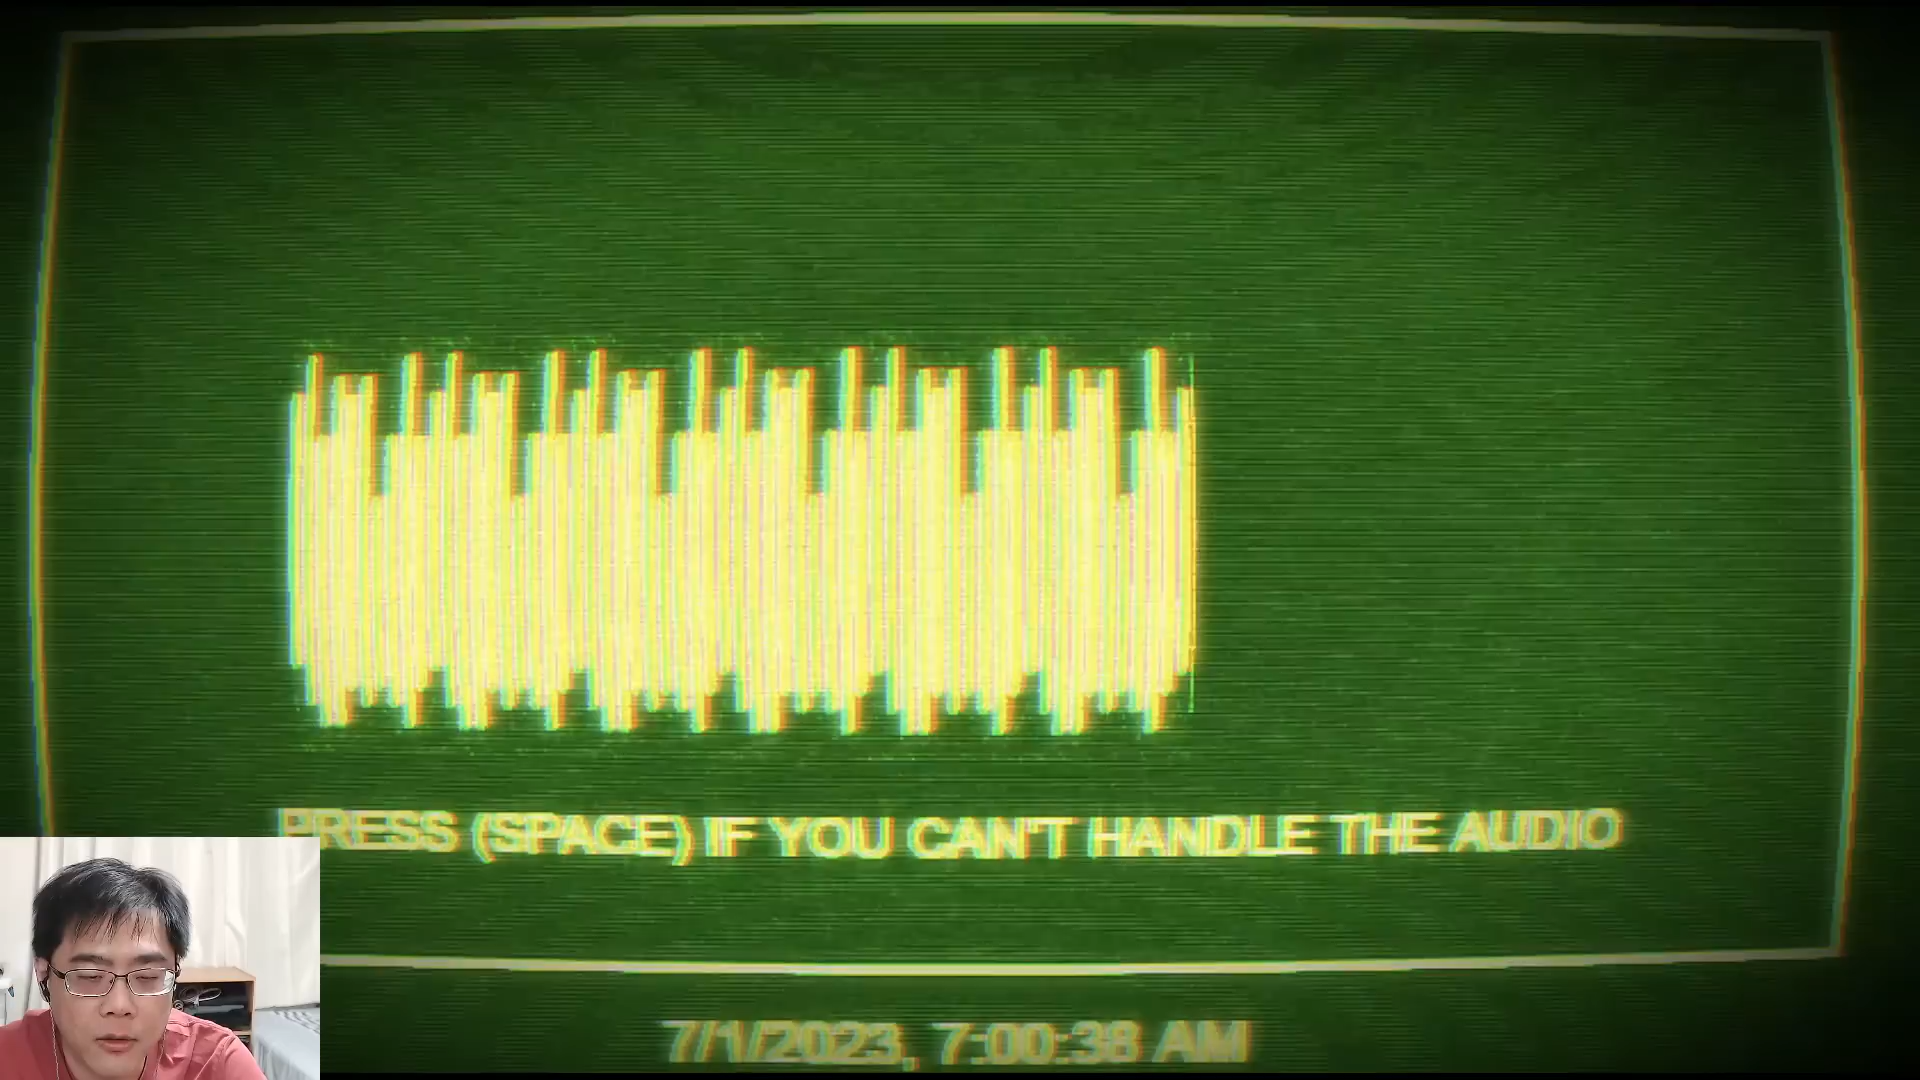 PRESS (SPACE) IF YOU CAN'T HANDLE THE AUDIO
7/1/2023, 7:00:38 AM